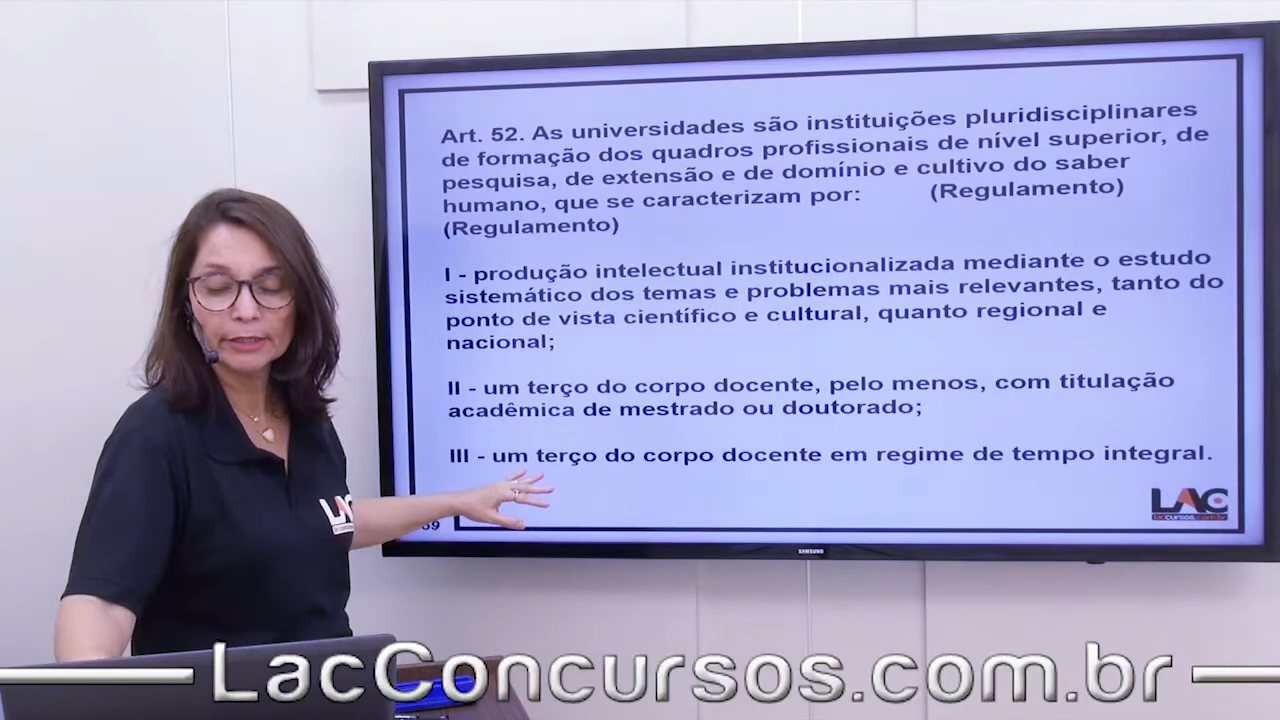 Art. 52. As universidades são instituições pluridisciplinares
de formação dos quadros profissionais de nível superior, de
pesquisa, de extensão e de domínio e cultivo do saber
humano, que se caracterizam por: (Regulamento)
(Regulamento)
I - produção intelectual institucionalizada mediante o estudo
sistemático dos temas e problemas mais relevantes, tanto do
ponto de vista científico e cultural, quanto regional e
nacional;
II - um terço do corpo docente, pelo menos, com titulação
acadêmica de mestrado ou doutorado;
III - um terço do corpo docente em regime de tempo integral.
LAC
laccursos.com.br
SAMSUNG
LAC
LacConcursos.com.br